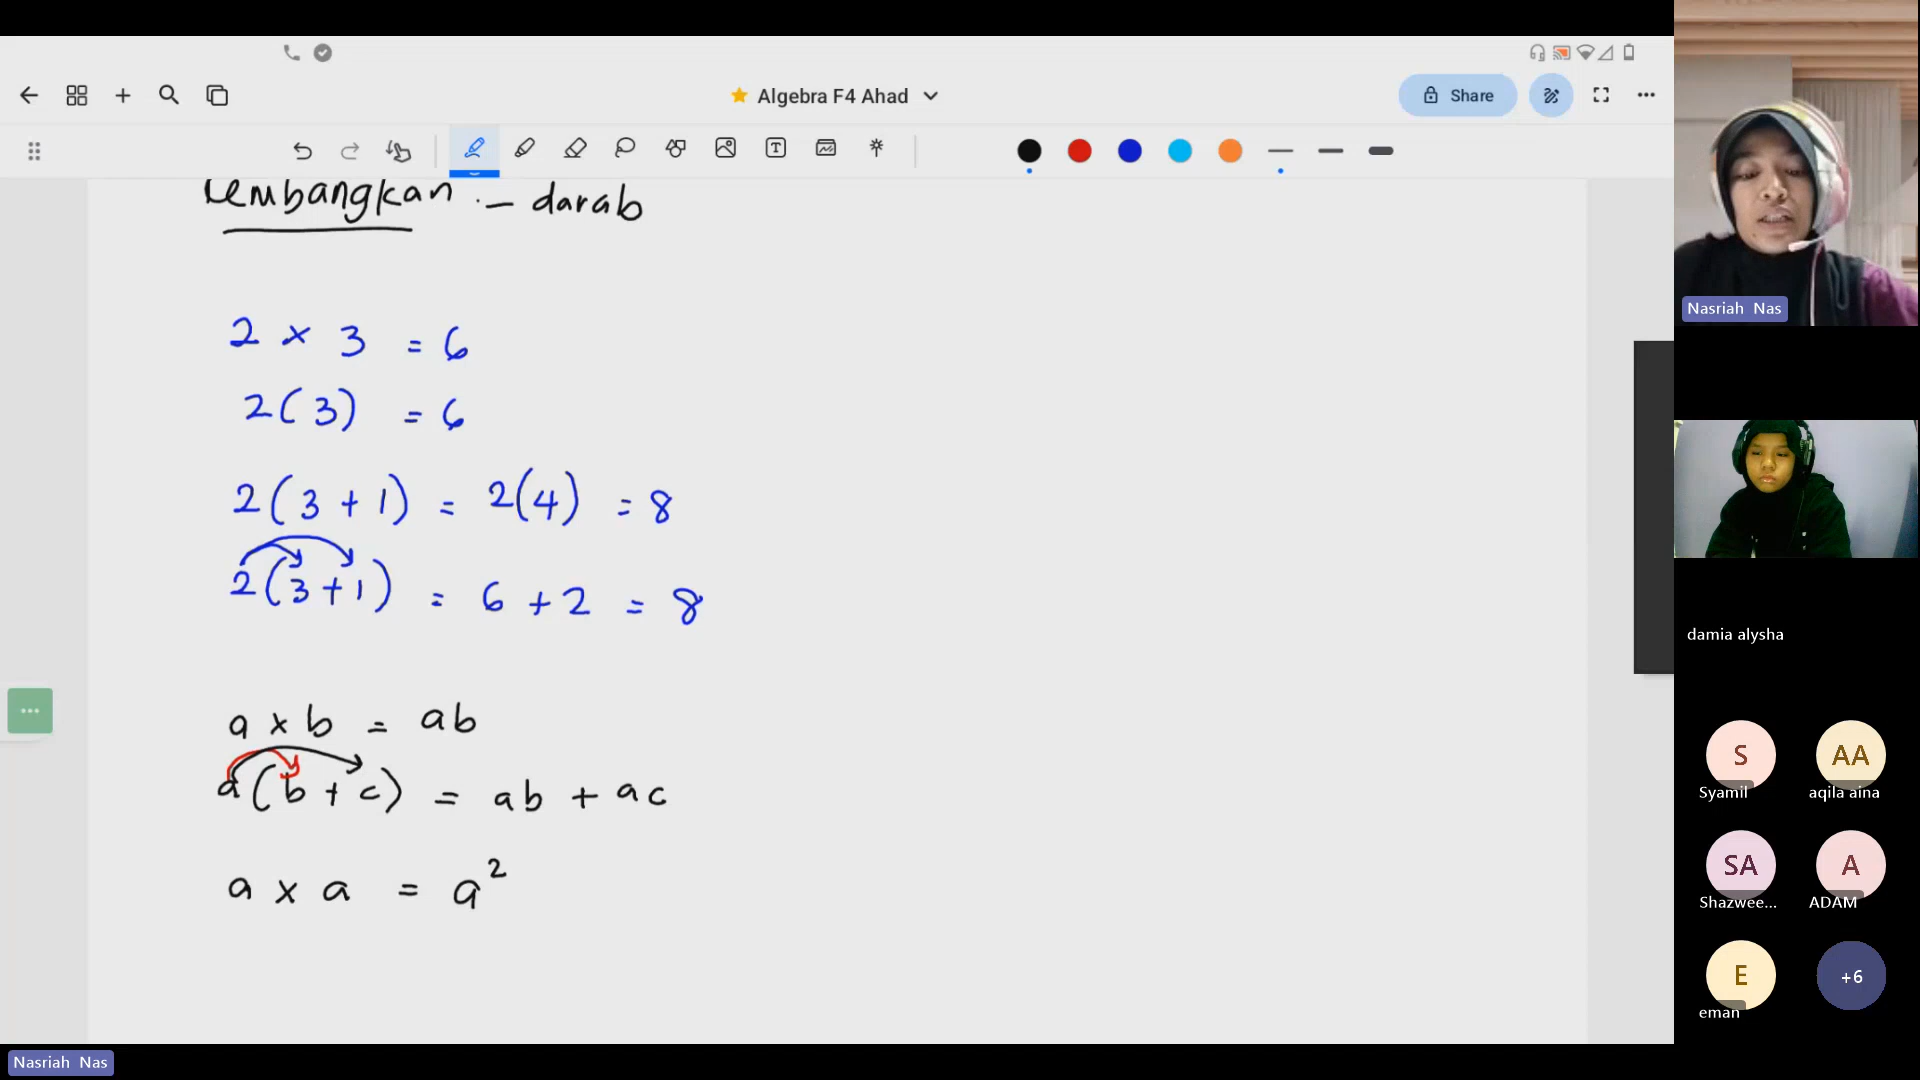 Algebra F4 Ahad
Share
Kembangkan - darab
2 × 3 = 6
2(3) = 6
2(3 + 1) = 2(4) = 8
2(3+1) = 6 + 2 = 8
a × b = ab
a(b + c) = ab + ac
a × a = a²
Nasriah Nas
damia alysha
S
AA
Syamil
aqila aina
SA
A
Shazwee...
ADAM
E
+6
eman
Nasriah Nas